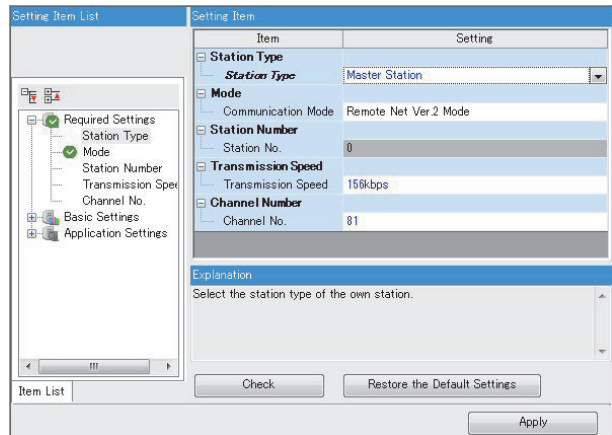 Setting Item List
Required Settings
Station Type
Mode
Station Number
Transmission Spee
Channel No.
Basic Settings
Application Settings
Item List
Setting Item
Item Setting
Station Type
Station Type Master Station
Mode
Communication Mode Remote Net Ver.2 Mode
Station Number
Station No. 0
Transmission Speed
Transmission Speed 156kbps
Channel Number
Channel No. 81
Explanation
Select the station type of the own station.
Check Restore the Default Settings
Apply